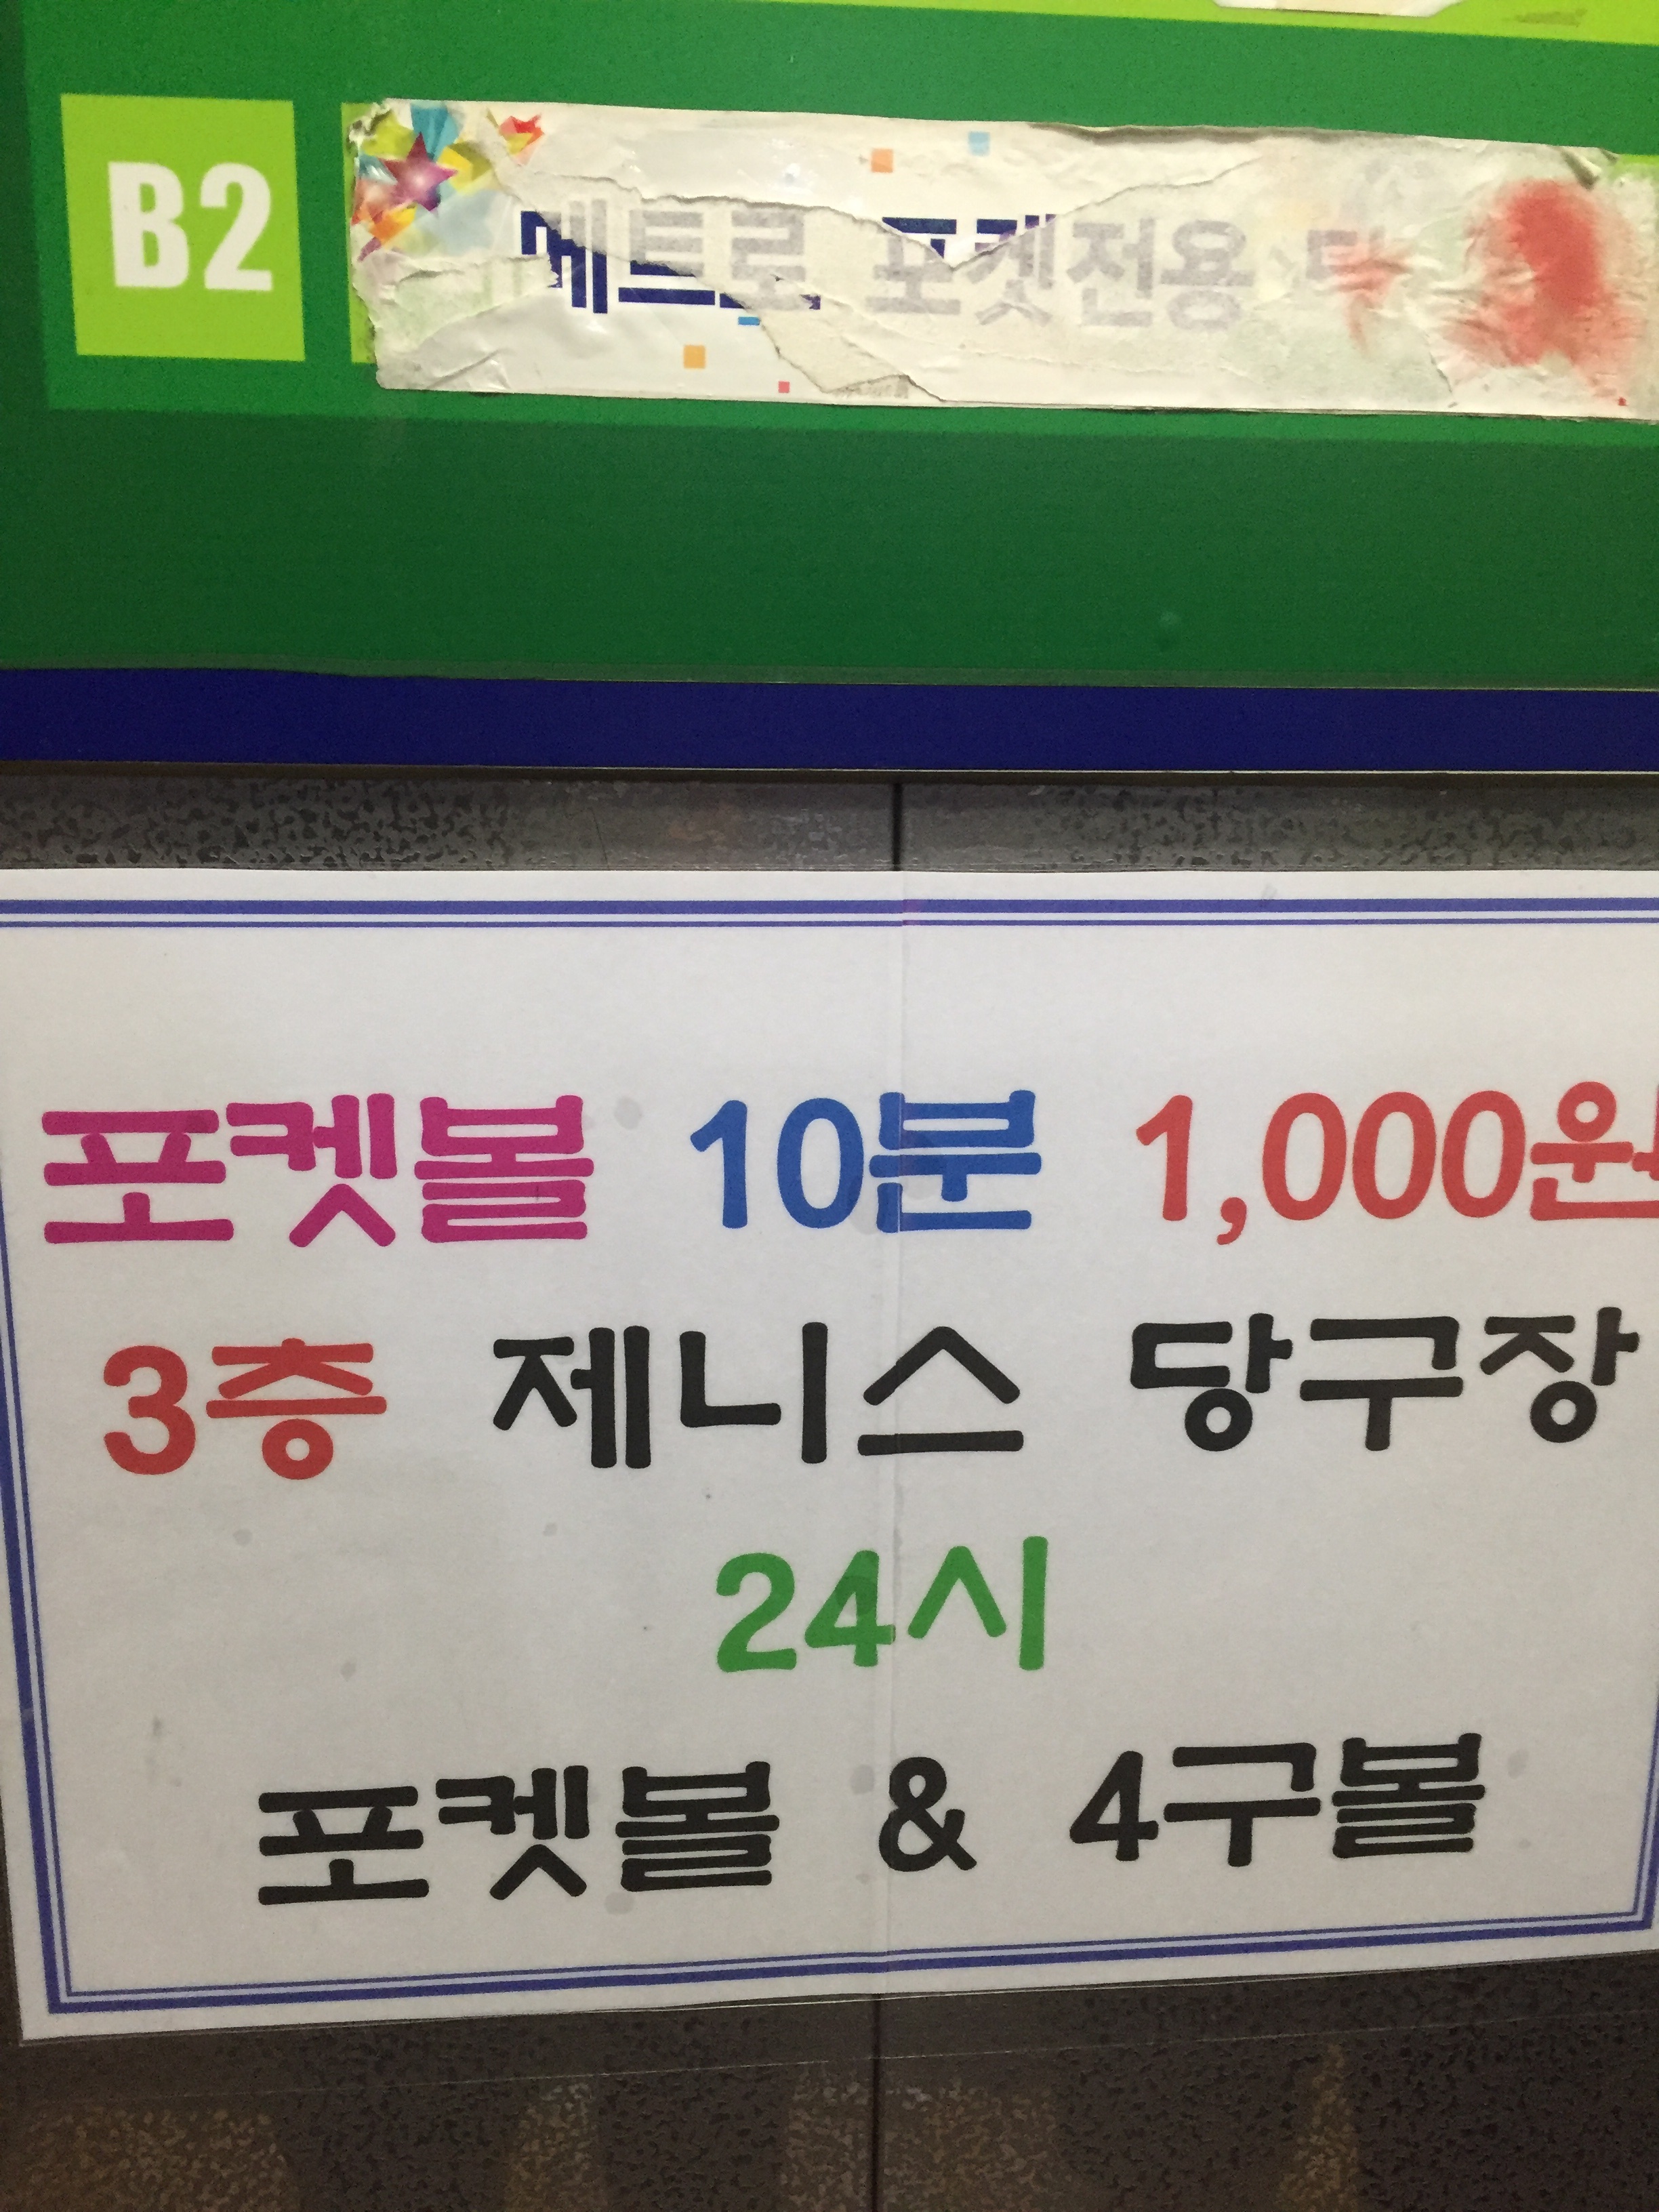 B2 메트로 포켓전용
포켓볼 10분 1,000원
3층 제니스 당구장
24시
포켓볼 & 4구볼